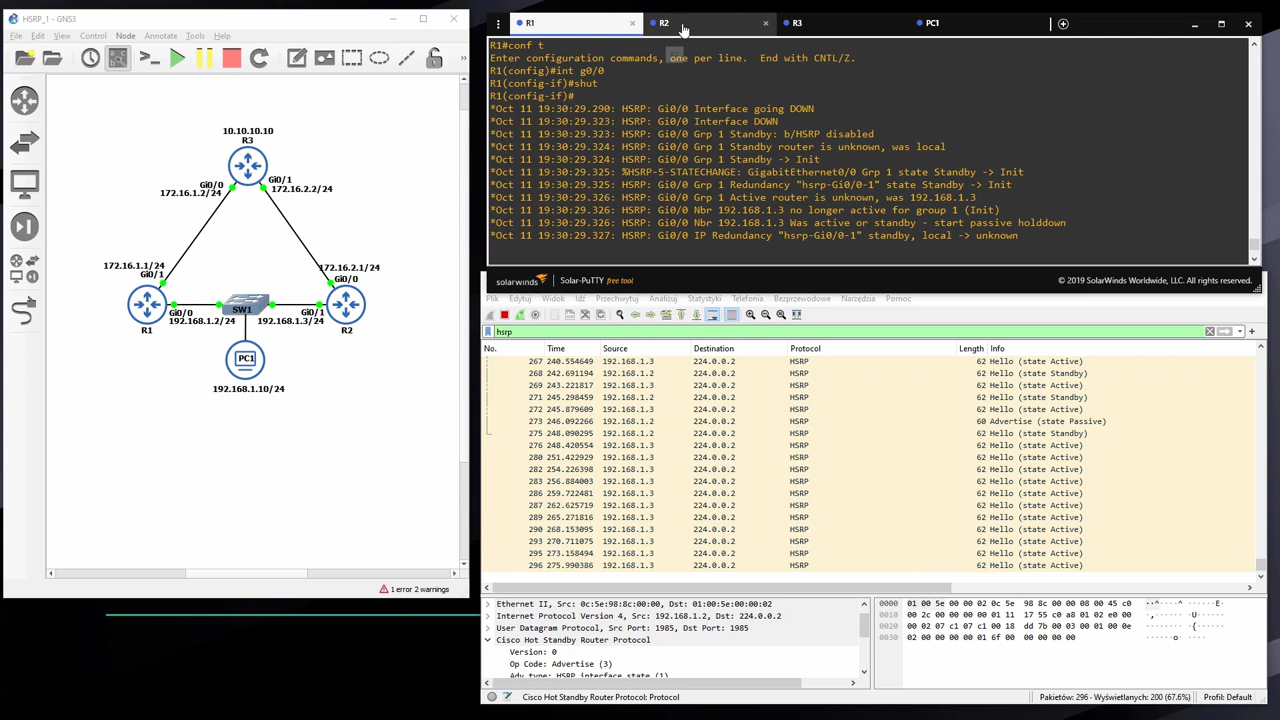 HSRP_1 - GNS3
File Edit View Control Node Annotate Tools Help
10.10.10.10
R3
Gi0/0
Gi0/1
172.16.1.2/24
172.16.2.2/24
172.16.1.1/24
172.16.2.1/24
Gi0/1
Gi0/0
SW1
Gi0/0
Gi0/1
192.168.1.2/24
192.168.1.3/24
R1
R2
PC1
192.168.1.10/24
1 error 2 warnings
R1
R2
R3
PC1
R1#conf t
Enter configuration commands, one per line.  End with CNTL/Z.
R1(config)#int g0/0
R1(config-if)#shut
R1(config-if)#
*Oct 11 19:30:29.290: HSRP: Gi0/0 Interface going DOWN
*Oct 11 19:30:29.323: HSRP: Gi0/0 Interface DOWN
*Oct 11 19:30:29.323: HSRP: Gi0/0 Grp 1 Standby: b/HSRP disabled
*Oct 11 19:30:29.324: HSRP: Gi0/0 Grp 1 Standby router is unknown, was local
*Oct 11 19:30:29.324: HSRP: Gi0/0 Grp 1 Standby -> Init
*Oct 11 19:30:29.325: %HSRP-5-STATECHANGE: GigabitEthernet0/0 Grp 1 state Standby -> Init
*Oct 11 19:30:29.325: HSRP: Gi0/0 Grp 1 Redundancy "hsrp-Gi0/0-1" state Standby -> Init
*Oct 11 19:30:29.326: HSRP: Gi0/0 Grp 1 Active router is unknown, was 192.168.1.3
*Oct 11 19:30:29.326: HSRP: Gi0/0 Nbr 192.168.1.3 no longer active for group 1 (Init)
*Oct 11 19:30:29.326: HSRP: Gi0/0 Nbr 192.168.1.3 Was active or standby - start passive holddown
*Oct 11 19:30:29.327: HSRP: Gi0/0 IP Redundancy "hsrp-Gi0/0-1" standby, local -> unknown
solarwinds Solar-PuTTY free tool © 2019 SolarWinds Worldwide, LLC. All rights reserved.
Plik Edytuj Widok Idź Przechwytuj Analizuj Statystyki Telefonia Bezprzewodowe Narzędzia Pomoc
hsrp
No. Time Source Destination Protocol Length Info
267 240.554649 192.168.1.3 224.0.0.2 HSRP 62 Hello (state Active)
268 242.691194 192.168.1.2 224.0.0.2 HSRP 62 Hello (state Standby)
269 243.221817 192.168.1.3 224.0.0.2 HSRP 62 Hello (state Active)
271 245.298459 192.168.1.2 224.0.0.2 HSRP 62 Hello (state Standby)
272 245.879609 192.168.1.3 224.0.0.2 HSRP 62 Hello (state Active)
273 246.092266 192.168.1.2 224.0.0.2 HSRP 60 Advertise (state Passive)
275 248.090295 192.168.1.2 224.0.0.2 HSRP 62 Hello (state Standby)
276 248.420554 192.168.1.3 224.0.0.2 HSRP 62 Hello (state Active)
280 251.422929 192.168.1.3 224.0.0.2 HSRP 62 Hello (state Active)
282 254.226398 192.168.1.3 224.0.0.2 HSRP 62 Hello (state Active)
283 256.884003 192.168.1.3 224.0.0.2 HSRP 62 Hello (state Active)
286 259.722481 192.168.1.3 224.0.0.2 HSRP 62 Hello (state Active)
287 262.625719 192.168.1.3 224.0.0.2 HSRP 62 Hello (state Active)
289 265.271816 192.168.1.3 224.0.0.2 HSRP 62 Hello (state Active)
290 268.153095 192.168.1.3 224.0.0.2 HSRP 62 Hello (state Active)
293 270.711075 192.168.1.3 224.0.0.2 HSRP 62 Hello (state Active)
295 273.158494 192.168.1.3 224.0.0.2 HSRP 62 Hello (state Active)
296 275.990386 192.168.1.3 224.0.0.2 HSRP 62 Hello (state Active)
Ethernet II, Src: 0c:5e:98:8c:00:00, Dst: 01:00:5e:00:00:02
Internet Protocol Version 4, Src: 192.168.1.2, Dst: 224.0.0.2
User Datagram Protocol, Src Port: 1985, Dst Port: 1985
Cisco Hot Standby Router Protocol
Version: 0
Op Code: Advertise (3)
Adv type: HSRP interface state (1)
0000 01 00 5e 00 00 02 0c 5e 98 8c 00 00 08 00 45 c0
0010 00 2c 00 00 00 00 01 11 17 55 c0 a8 01 02 e0 00
0020 00 02 07 c1 07 c1 00 18 dd 7b 00 03 00 01 00 0e
0030 02 00 00 00 00 01 6f 00 00 00 00 00
Cisco Hot Standby Router Protocol: Protocol
Pakietów: 296 - Wyświetlanych: 200 (67.6%)
Profil: Default